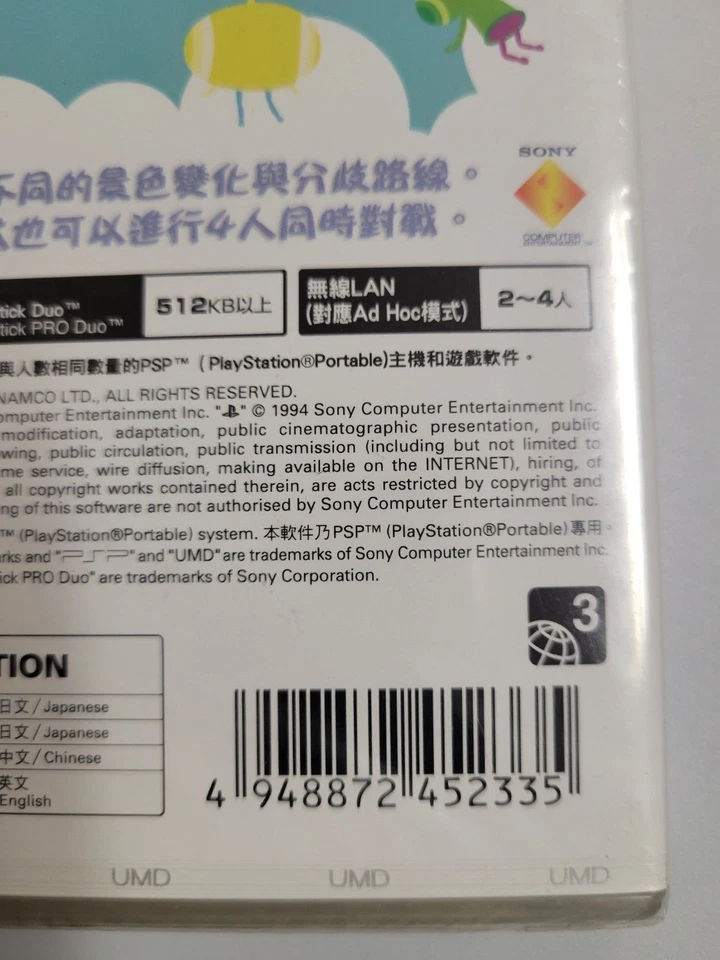 不同的景色變化與分歧路線。
也可以進行4人同時對戰。
SONY
COMPUTER
ENTERTAINMENT™
tick Duo™
tick PRO Duo™
512KB以上
無線LAN
(對應Ad Hoc模式)
2～4人
與人數相同數量的PSP™ (PlayStation®Portable)主機和遊戲軟件。
NAMCO LTD., ALL RIGHTS RESERVED.
omputer Entertainment Inc. " " © 1994 Sony Computer Entertainment Inc.
modification, adaptation, public cinematographic presentation, public
wing, public circulation, public transmission (including but not limited to
me service, wire diffusion, making available on the INTERNET), hiring, of
all copyright works contained therein, are acts restricted by copyright and
ng of this software are not authorised by Sony Computer Entertainment Inc.
™ (PlayStation®Portable) system. 本軟件乃PSP™ (PlayStation®Portable)專用。
rks and "PSP" and "UMD" are trademarks of Sony Computer Entertainment Inc.
ick PRO Duo" are trademarks of Sony Corporation.
3
TION
日文/Japanese
日文/Japanese
中文/Chinese
英文
English
4 948872 452335
UMD UMD UMD